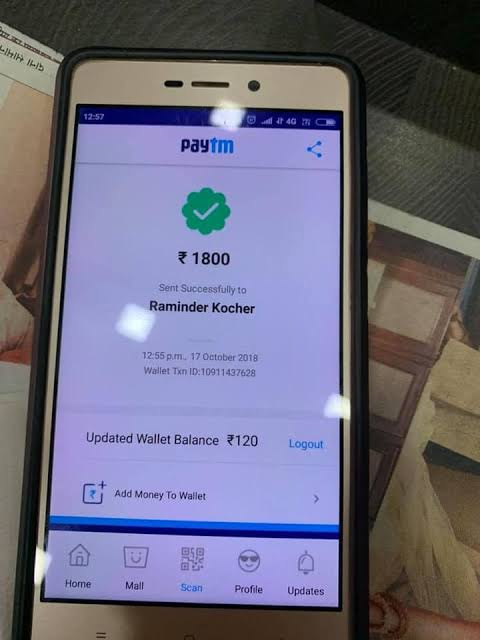 12:57
4G
paytm
₹ 1800
Sent Successfully to
Raminder Kocher
12:55 p.m., 17 October 2018
Wallet Txn ID:10911437628
Updated Wallet Balance ₹120 Logout
Add Money To Wallet
Home Mall Scan Profile Updates